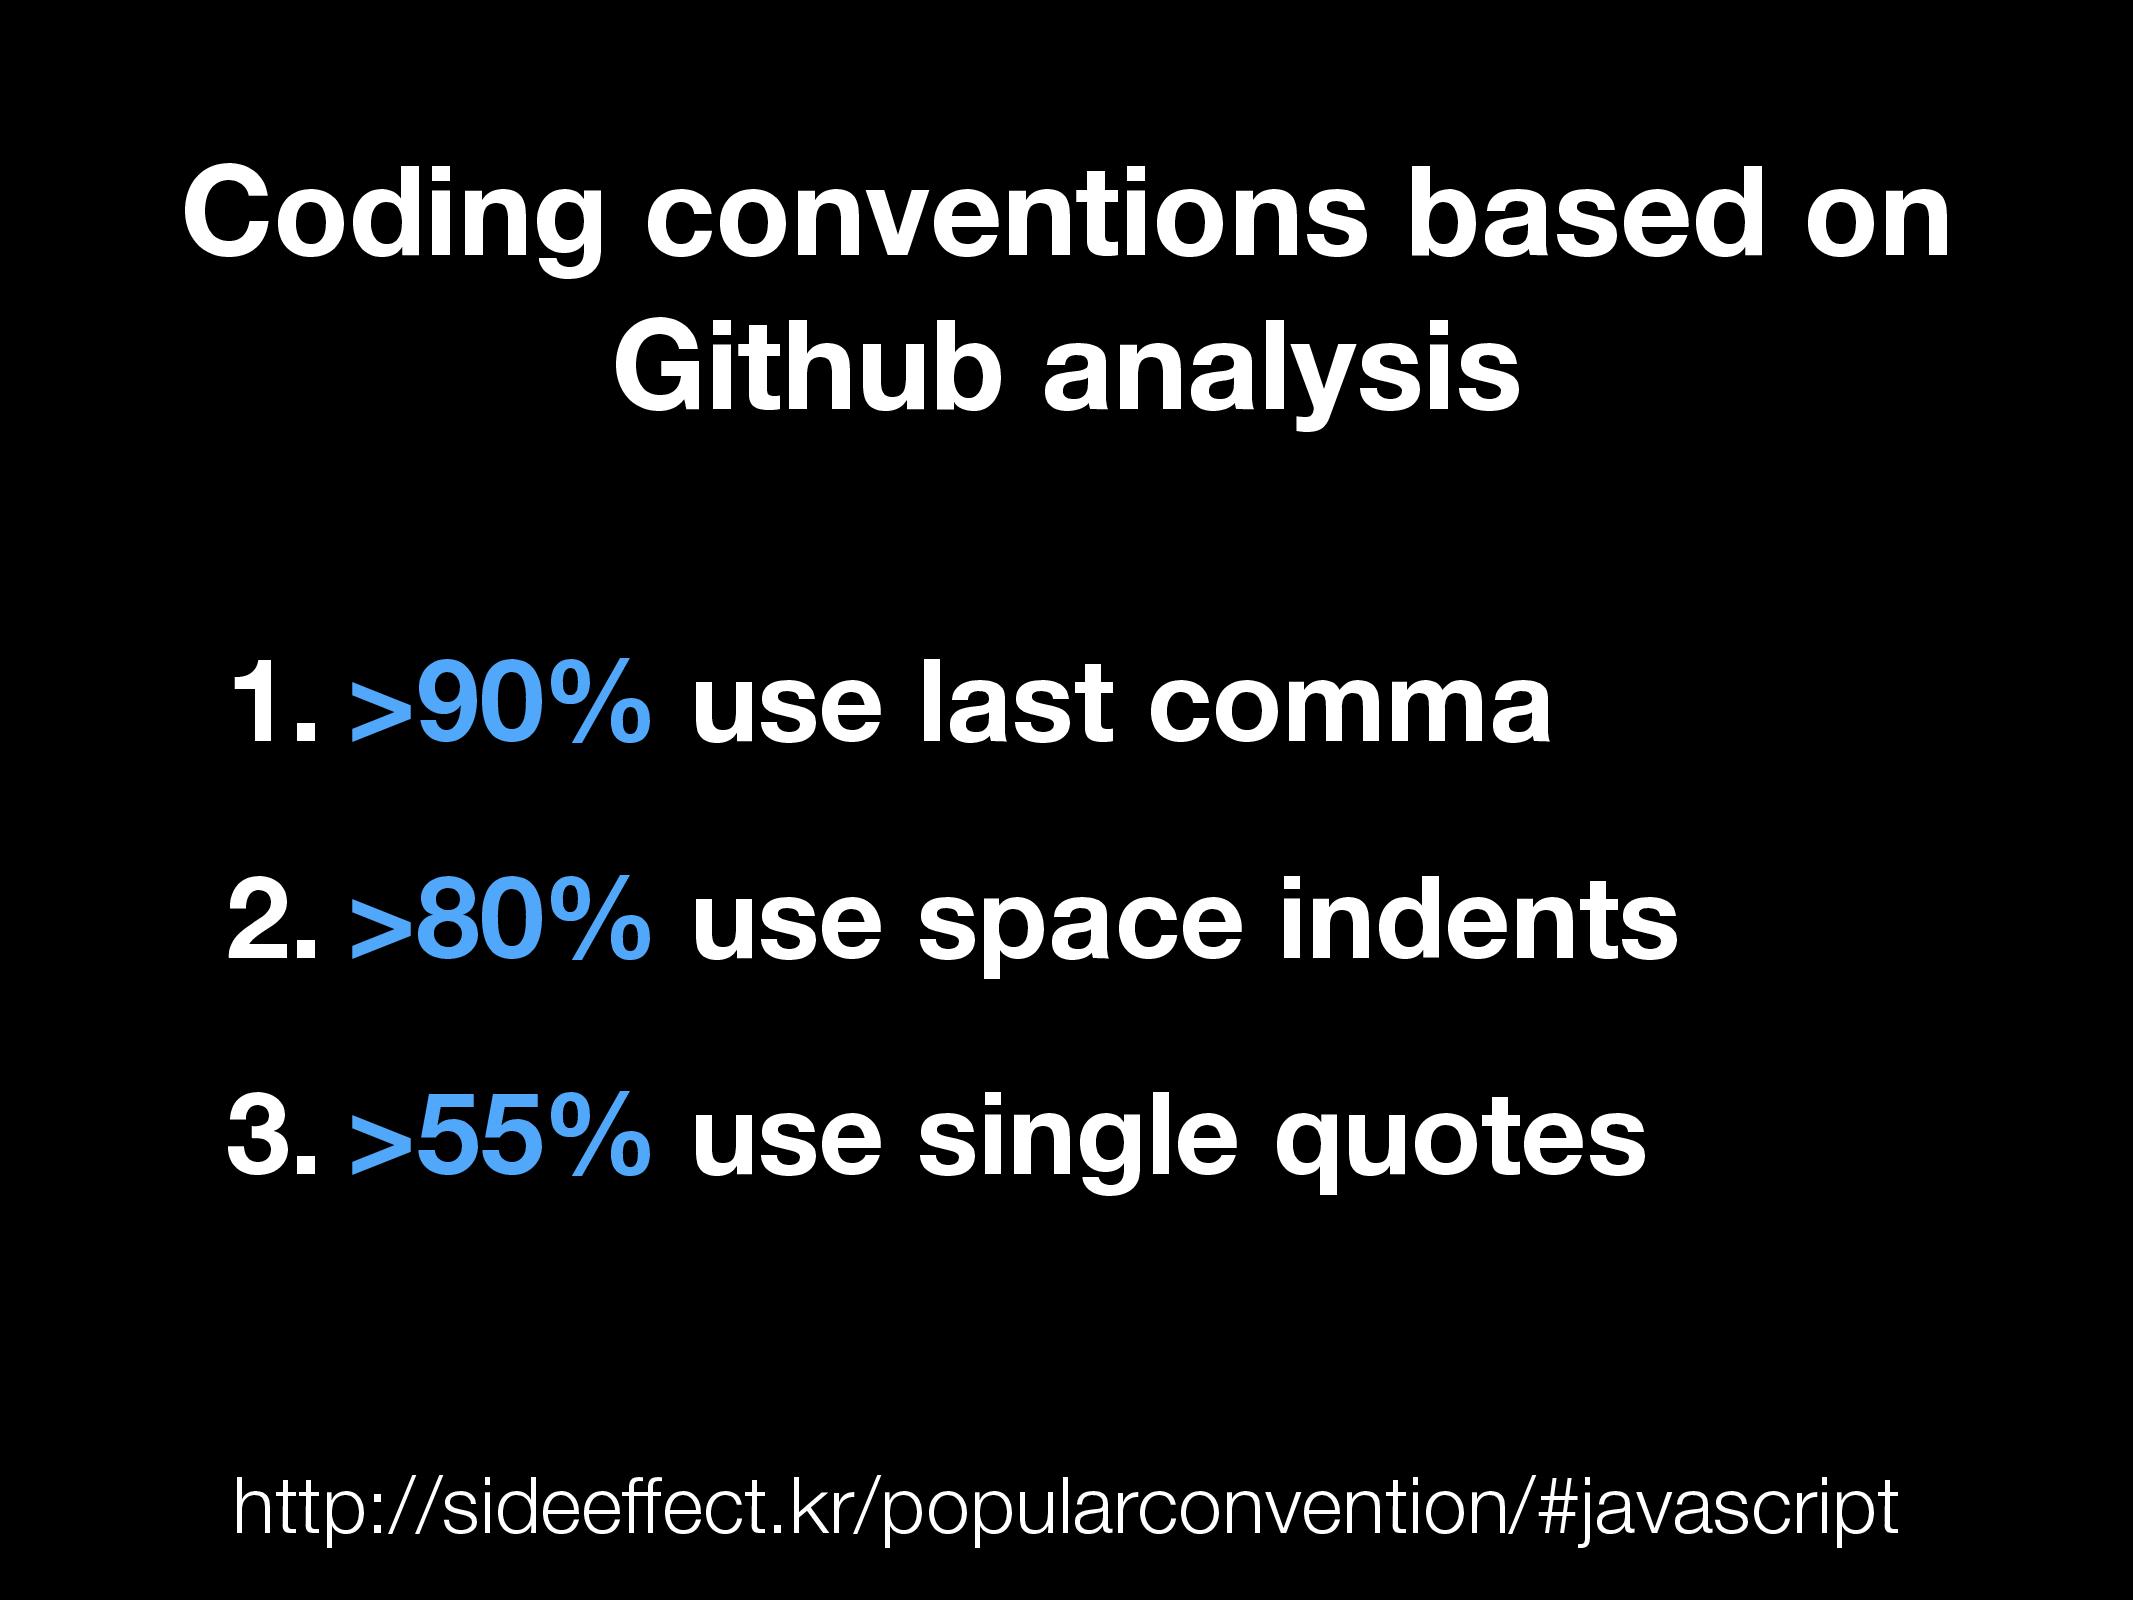 Coding conventions based on
Github analysis
1. >90% use last comma
2. >80% use space indents
3. >55% use single quotes
http://sideeffect.kr/popularconvention/#javascript